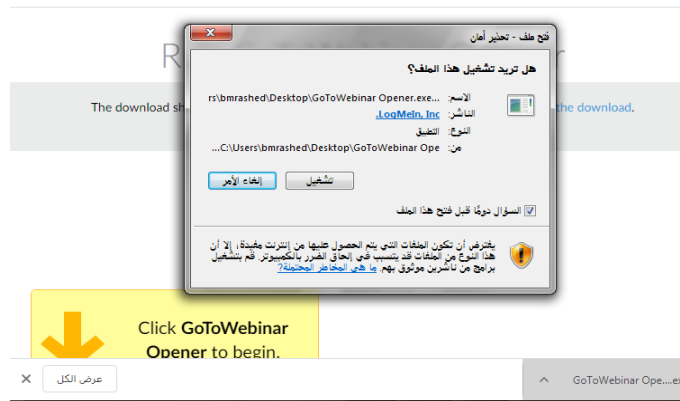 فتح ملف - تحذير أمان
هل تريد تشغيل هذا الملف؟
الاسم: rs\bmrashed\Desktop\GoToWebinar Opener.exe...
الناشر: LogMeIn, Inc.
النوع: التطبيق
من: C:\Users\bmrashed\Desktop\GoToWebinar Ope...
تشغيل
إلغاء الأمر
السؤال دومًا قبل فتح هذا الملف
يفترض أن تكون الملفات التي يتم الحصول عليها من إنترنت مفيدة، إلا أن
هذا النوع من الملفات قد يتسبب في إلحاق الضرر بالكمبيوتر. قم بتشغيل
برامج من ناشرين موثوق بهم. ما هي المخاطر المحتملة؟
The download
the download.
Click GoToWebinar
Opener to begin.
عرض الكل
GoToWebinar Ope....ex